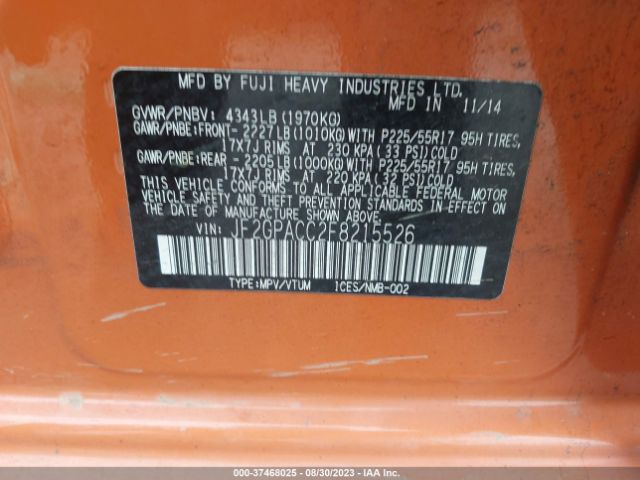 MFD BY FUJI HEAVY INDUSTRIES LTD.
MFD IN 11/14
GVWR/PNBV: 4343LB(1970KG)
GAWR/PNBE:FRONT- 2227LB(1010KG)WITH P225/55R17 95H TIRES,
17X7J RIMS AT 230 KPA(33 PSI)COLD
GAWR/PNBE:REAR - 2205LB(1000KG)WITH P225/55R17 95H TIRES,
17X7J RIMS AT 220 KPA(32 PSI)COLD
THIS VEHICLE CONFORMS TO ALL APPLICABLE FEDERAL MOTOR
VEHICLE SAFETY AND THEFT PREVENTION STANDARDS IN EFFECT ON
THE DATE OF MANUFACTURE SHOWN ABOVE.
VIN: JF2GPACC2F8215526
TYPE:MPV/VTUM ICES/NMB-002
000-37468025 - 08/30/2023 - IAA Inc.